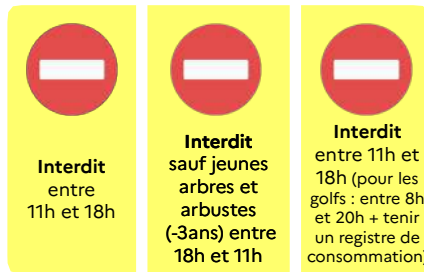 Interdit
entre
11h et 18h
Interdit
sauf jeunes
arbres et
arbustes
(-3ans) entre
18h et 11h
Interdit
entre 11h et
18h (pour les
golfs : entre 8h
et 20h + tenir
un registre de
consommation)